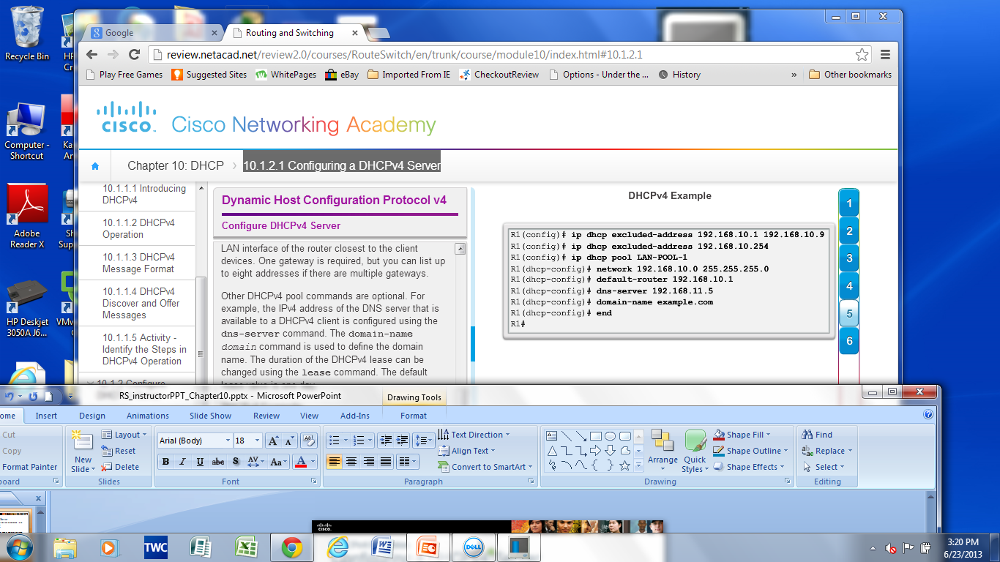 Recycle Bin
Computer - Shortcut
Adobe Reader X
HP Deskjet 3050A J6...
Google
Routing and Switching
review.netacad.net/review2.0/courses/RouteSwitch/en/trunk/course/module10/index.html#10.1.2.1
Play Free Games
Suggested Sites
WhitePages
eBay
Imported From IE
CheckoutReview
Options - Under the ...
History
»
Other bookmarks
CISCO
Cisco Networking Academy
Chapter 10: DHCP
10.1.2.1 Configuring a DHCPv4 Server
10.1.1.1 Introducing
DHCPv4
10.1.1.2 DHCPv4
Operation
10.1.1.3 DHCPv4
Message Format
10.1.1.4 DHCPv4
Discover and Offer
Messages
10.1.1.5 Activity -
Identify the Steps in
DHCPv4 Operation
10.1.2 Configure
Dynamic Host Configuration Protocol v4
Configure DHCPv4 Server
LAN interface of the router closest to the client
devices. One gateway is required, but you can list up
to eight addresses if there are multiple gateways.
Other DHCPv4 pool commands are optional. For
example, the IPv4 address of the DNS server that is
available to a DHCPv4 client is configured using the
dns-server command. The domain-name
domain command is used to define the domain
name. The duration of the DHCPv4 lease can be
changed using the lease command. The default
lease value is one day.
DHCPv4 Example
R1(config)# ip dhcp excluded-address 192.168.10.1 192.168.10.9
R1(config)# ip dhcp excluded-address 192.168.10.254
R1(config)# ip dhcp pool LAN-POOL-1
R1(dhcp-config)# network 192.168.10.0 255.255.255.0
R1(dhcp-config)# default-router 192.168.10.1
R1(dhcp-config)# dns-server 192.168.11.5
R1(dhcp-config)# domain-name example.com
R1(dhcp-config)# end
R1#
1
2
3
4
5
6
RS_instructorPPT_Chapter10.pptx - Microsoft PowerPoint
Drawing Tools
ome
Insert
Design
Animations
Slide Show
Review
View
Add-Ins
Format
Cut
Copy
Format Painter
board
New Slide
Layout
Reset
Delete
Slides
Arial (Body)
18
B I U abc S AV Aa A
Font
Text Direction
Align Text
Convert to SmartArt
Paragraph
Arrange
Quick Styles
Shape Fill
Shape Outline
Shape Effects
Drawing
Find
Replace
Select
Editing
CISCO
TWC
DELL
3:20 PM
6/23/2013